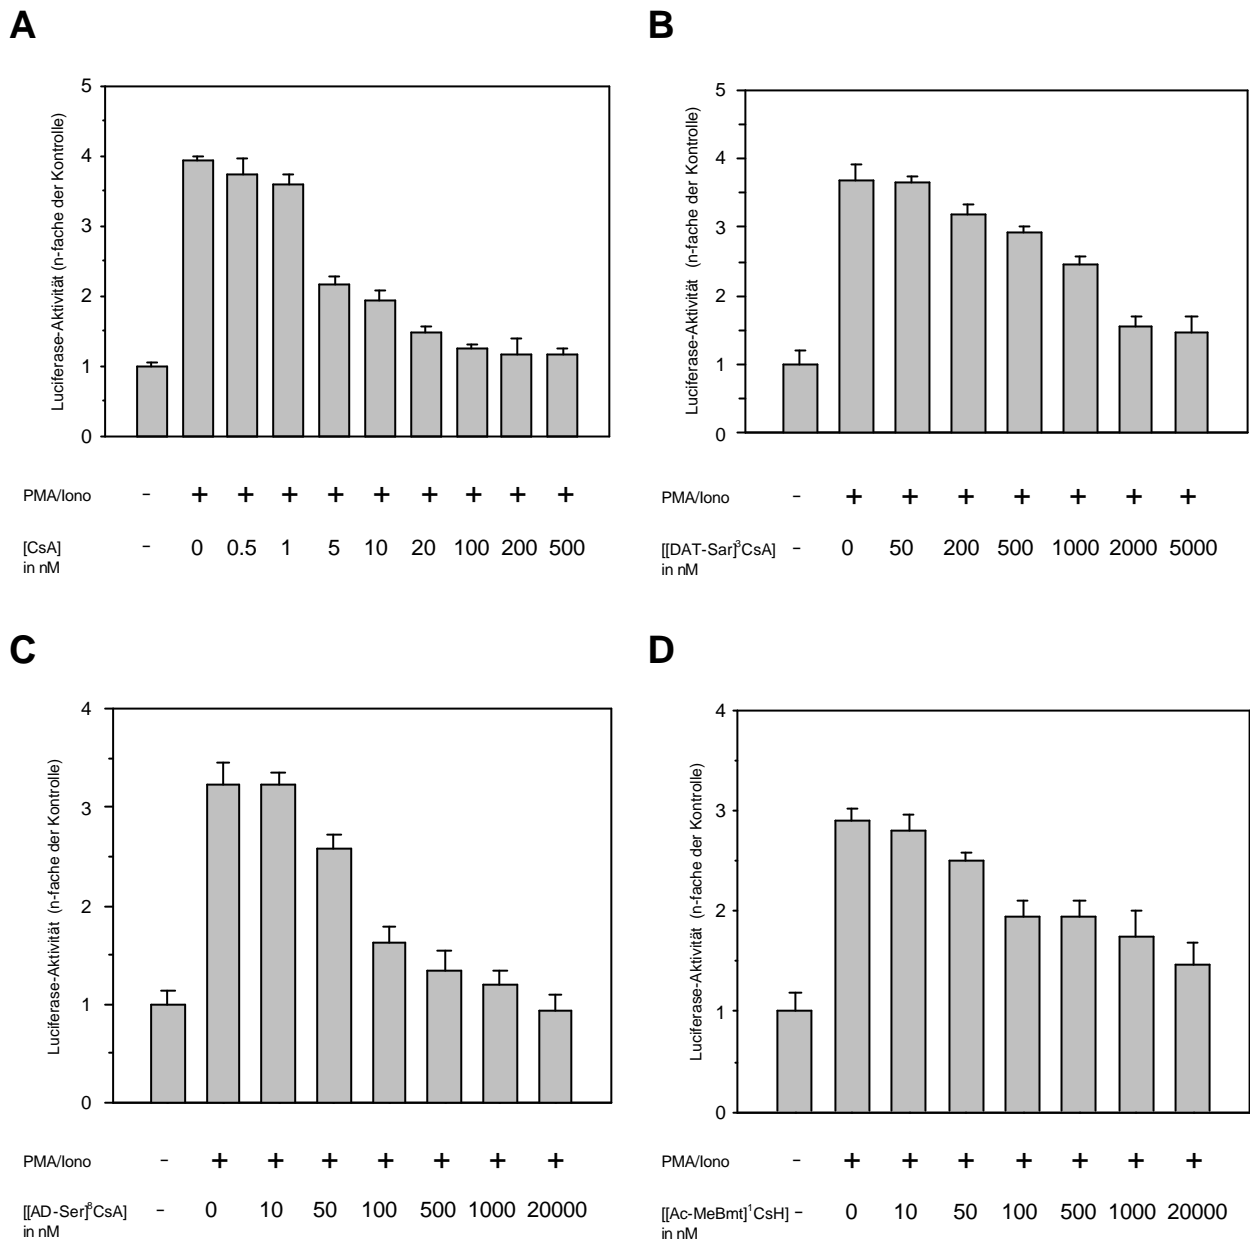 A
Luciferase-Aktivität (n-fache der Kontrolle)
5
4
3
2
1
0
PMA/Iono - + + + + + + + + +
[CsA] - 0 0.5 1 5 10 20 100 200 500
in nM
B
Luciferase-Aktivität (n-fache der Kontrolle)
5
4
3
2
1
0
PMA/Iono - + + + + + + +
[[DAT-Sar]³CsA] - 0 50 200 500 1000 2000 5000
in nM
C
Luciferase-Aktivität (n-fache der Kontrolle)
4
3
2
1
0
PMA/Iono - + + + + + + +
[[AD-Ser]⁸CsA] - 0 10 50 100 500 1000 20000
in nM
D
Luciferase-Aktivität (n-fache der Kontrolle)
4
3
2
1
0
PMA/Iono - + + + + + + +
[[Ac-MeBmt]¹CsH] - 0 10 50 100 500 1000 20000
in nM